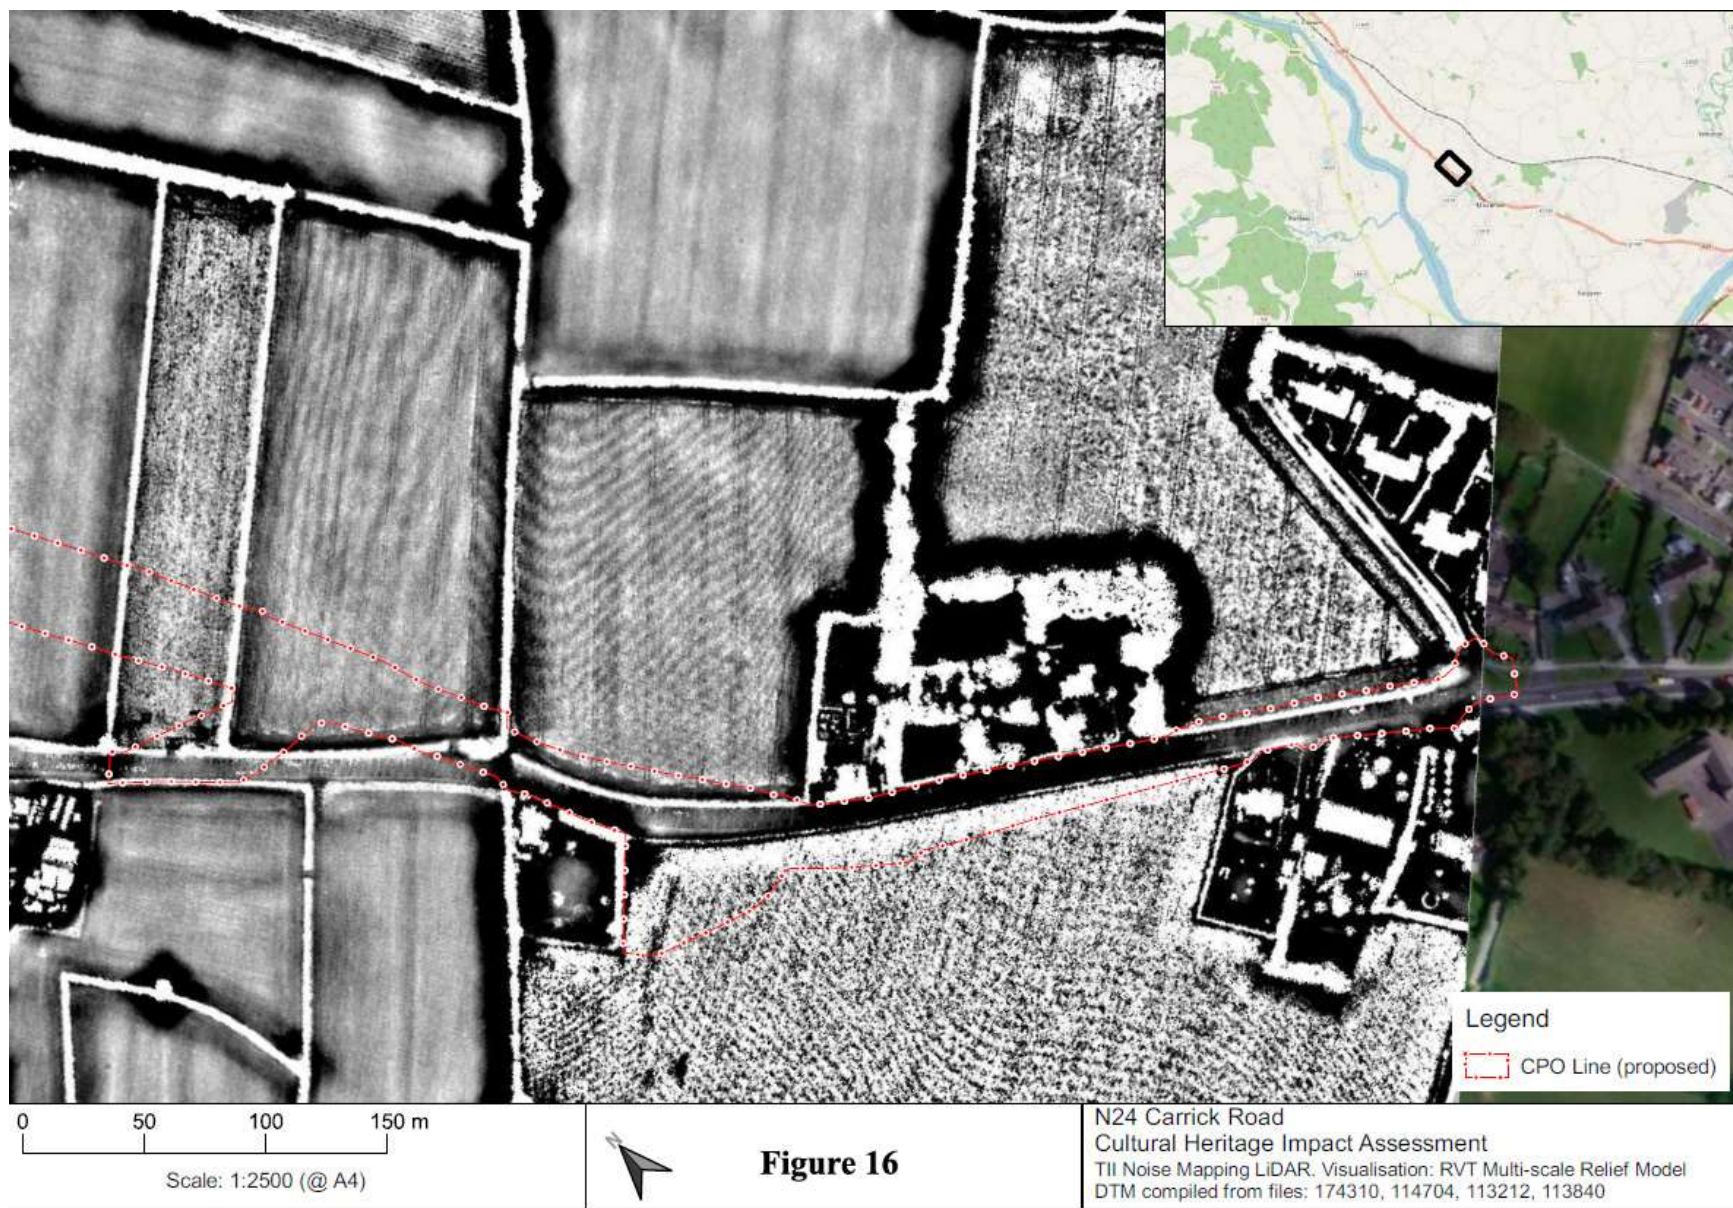 Legend
CPO Line (proposed)
0 50 100 150 m
Scale: 1:2500 (@ A4)
N
Figure 16
N24 Carrick Road
Cultural Heritage Impact Assessment
TII Noise Mapping LiDAR. Visualisation: RVT Multi-scale Relief Model
DTM compiled from files: 174310, 114704, 113212, 113840